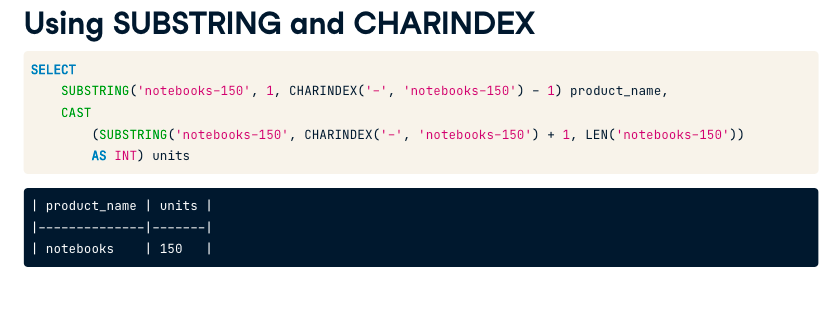 Using SUBSTRING and CHARINDEX
SELECT
    SUBSTRING('notebooks-150', 1, CHARINDEX('-', 'notebooks-150') - 1) product_name,
    CAST
        (SUBSTRING('notebooks-150', CHARINDEX('-', 'notebooks-150') + 1, LEN('notebooks-150'))
        AS INT) units
| product_name | units |
|--------------|-------|
| notebooks    | 150   |